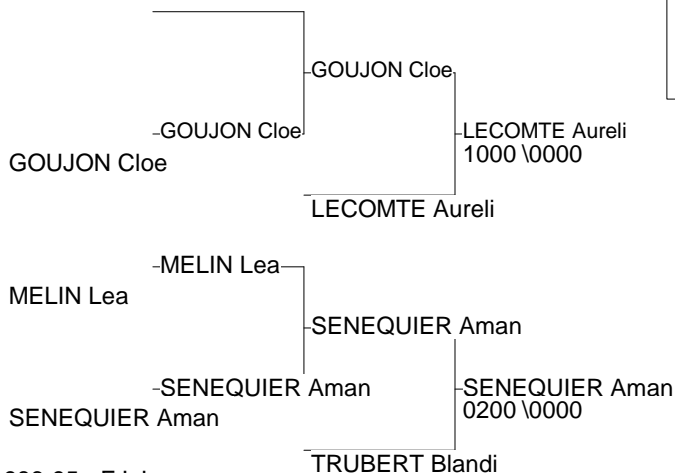 GOUJON Cloe
GOUJON Cloe
LECOMTE Aureli
1000 \0000
GOUJON Cloe
LECOMTE Aureli
MELIN Lea
MELIN Lea
SENEQUIER Aman
SENEQUIER Aman
SENEQUIER Aman
0200 \0000
SENEQUIER Aman
TRUBERT Blandi